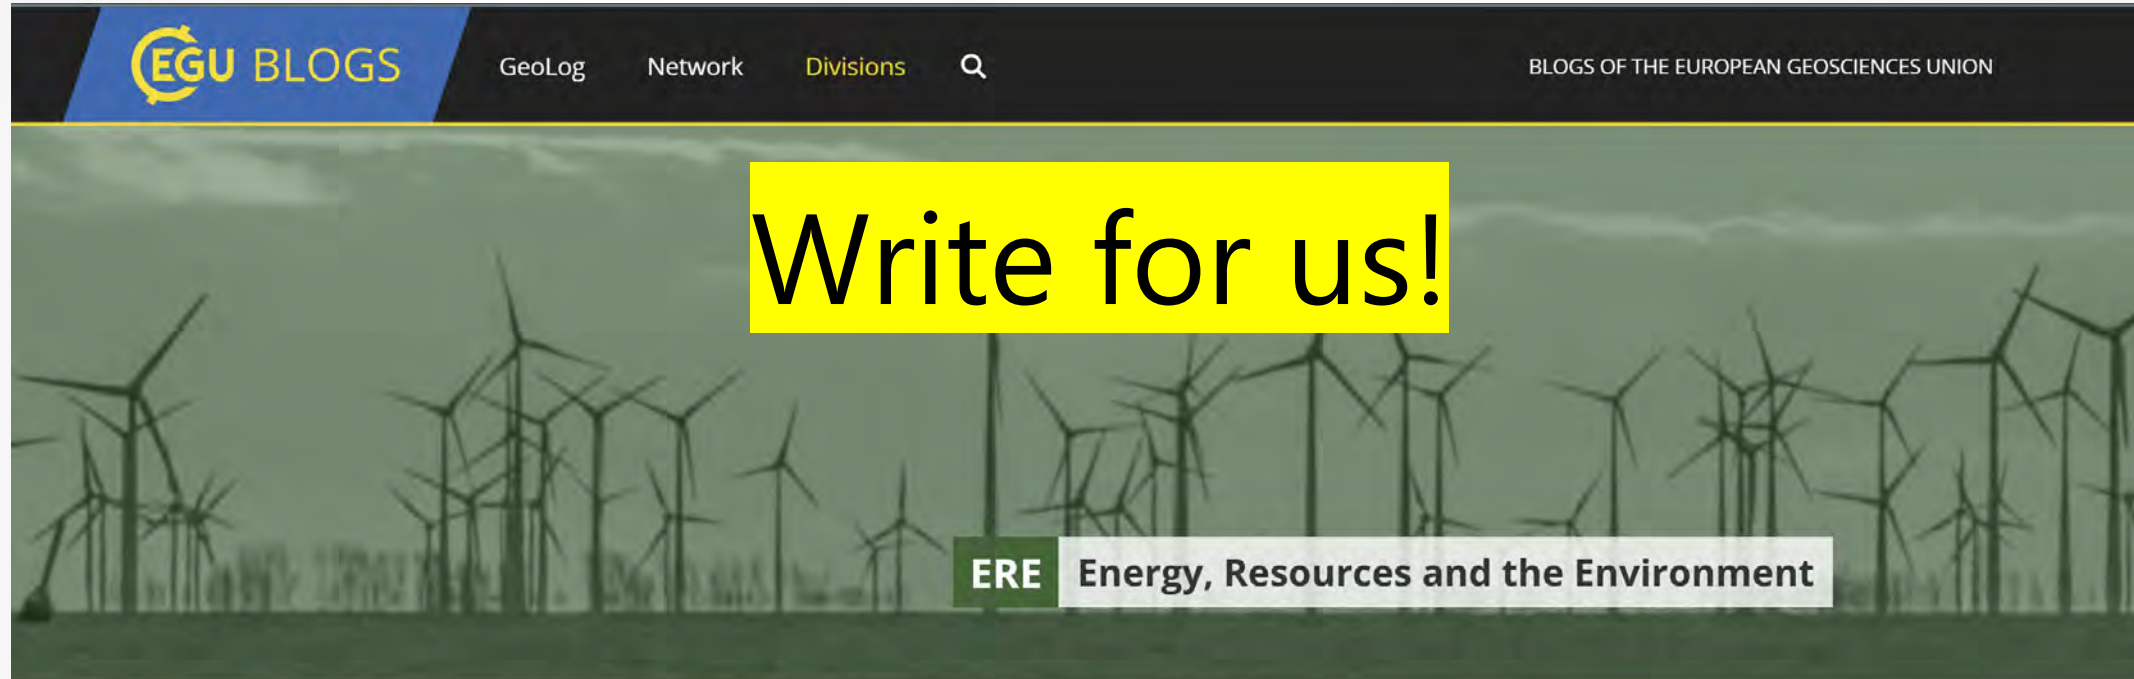 EGU BLOGS
GeoLog Network Divisions
BLOGS OF THE EUROPEAN GEOSCIENCES UNION
Write for us!
ERE Energy, Resources and the Environment